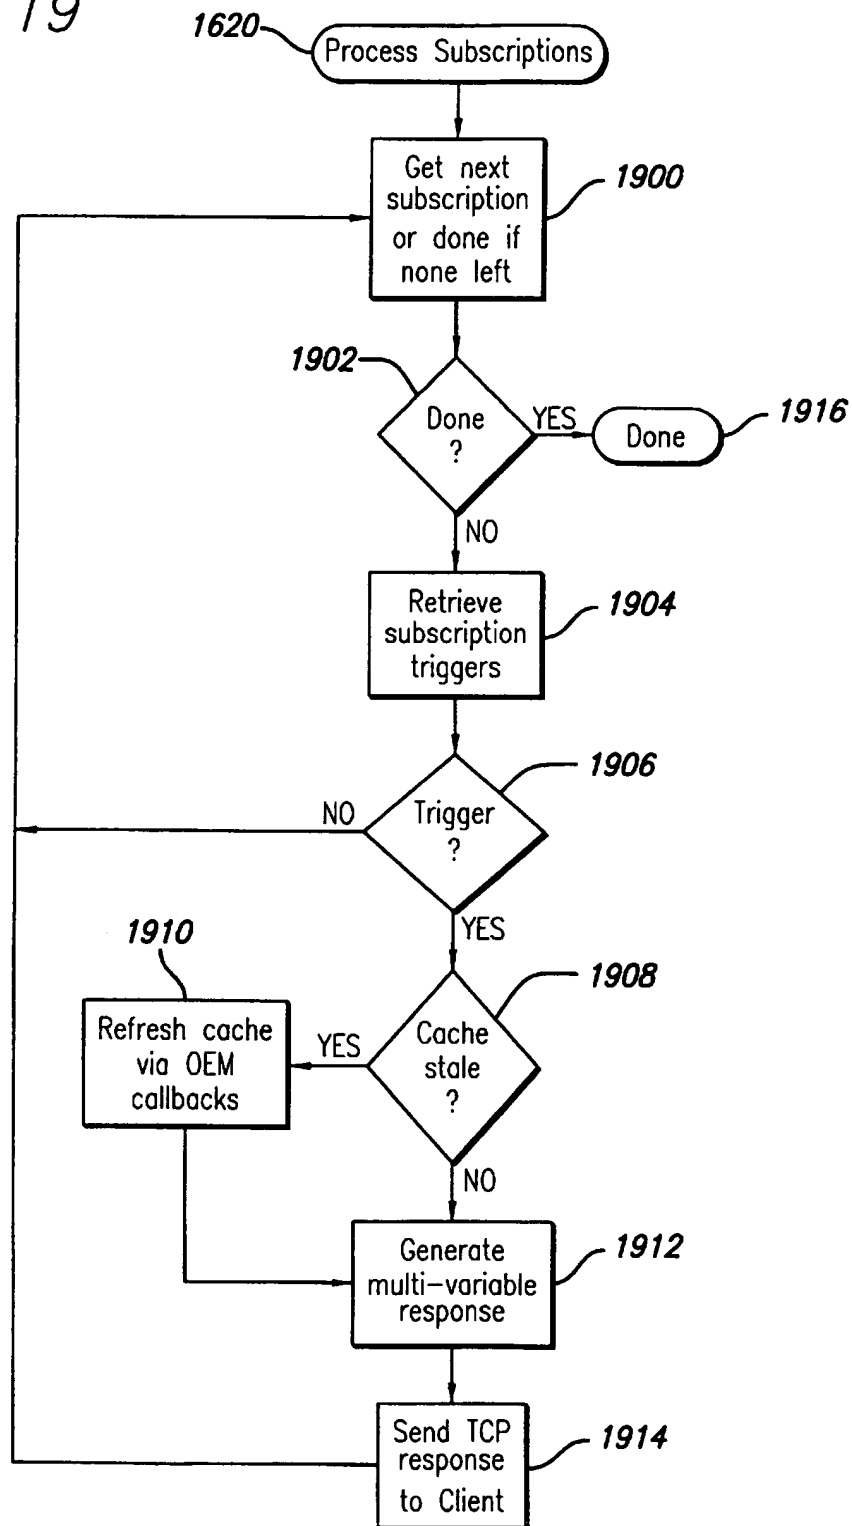 19
1620
Process Subscriptions
Get next
subscription
or done if
none left
1900
1902
Done
?
YES
Done
1916
NO
Retrieve
subscription
triggers
1904
1906
NO
Trigger
?
YES
1910
1908
Refresh cache
via OEM
callbacks
YES
Cache
stale
?
NO
Generate
multi-variable
response
1912
Send TCP
response
to Client
1914